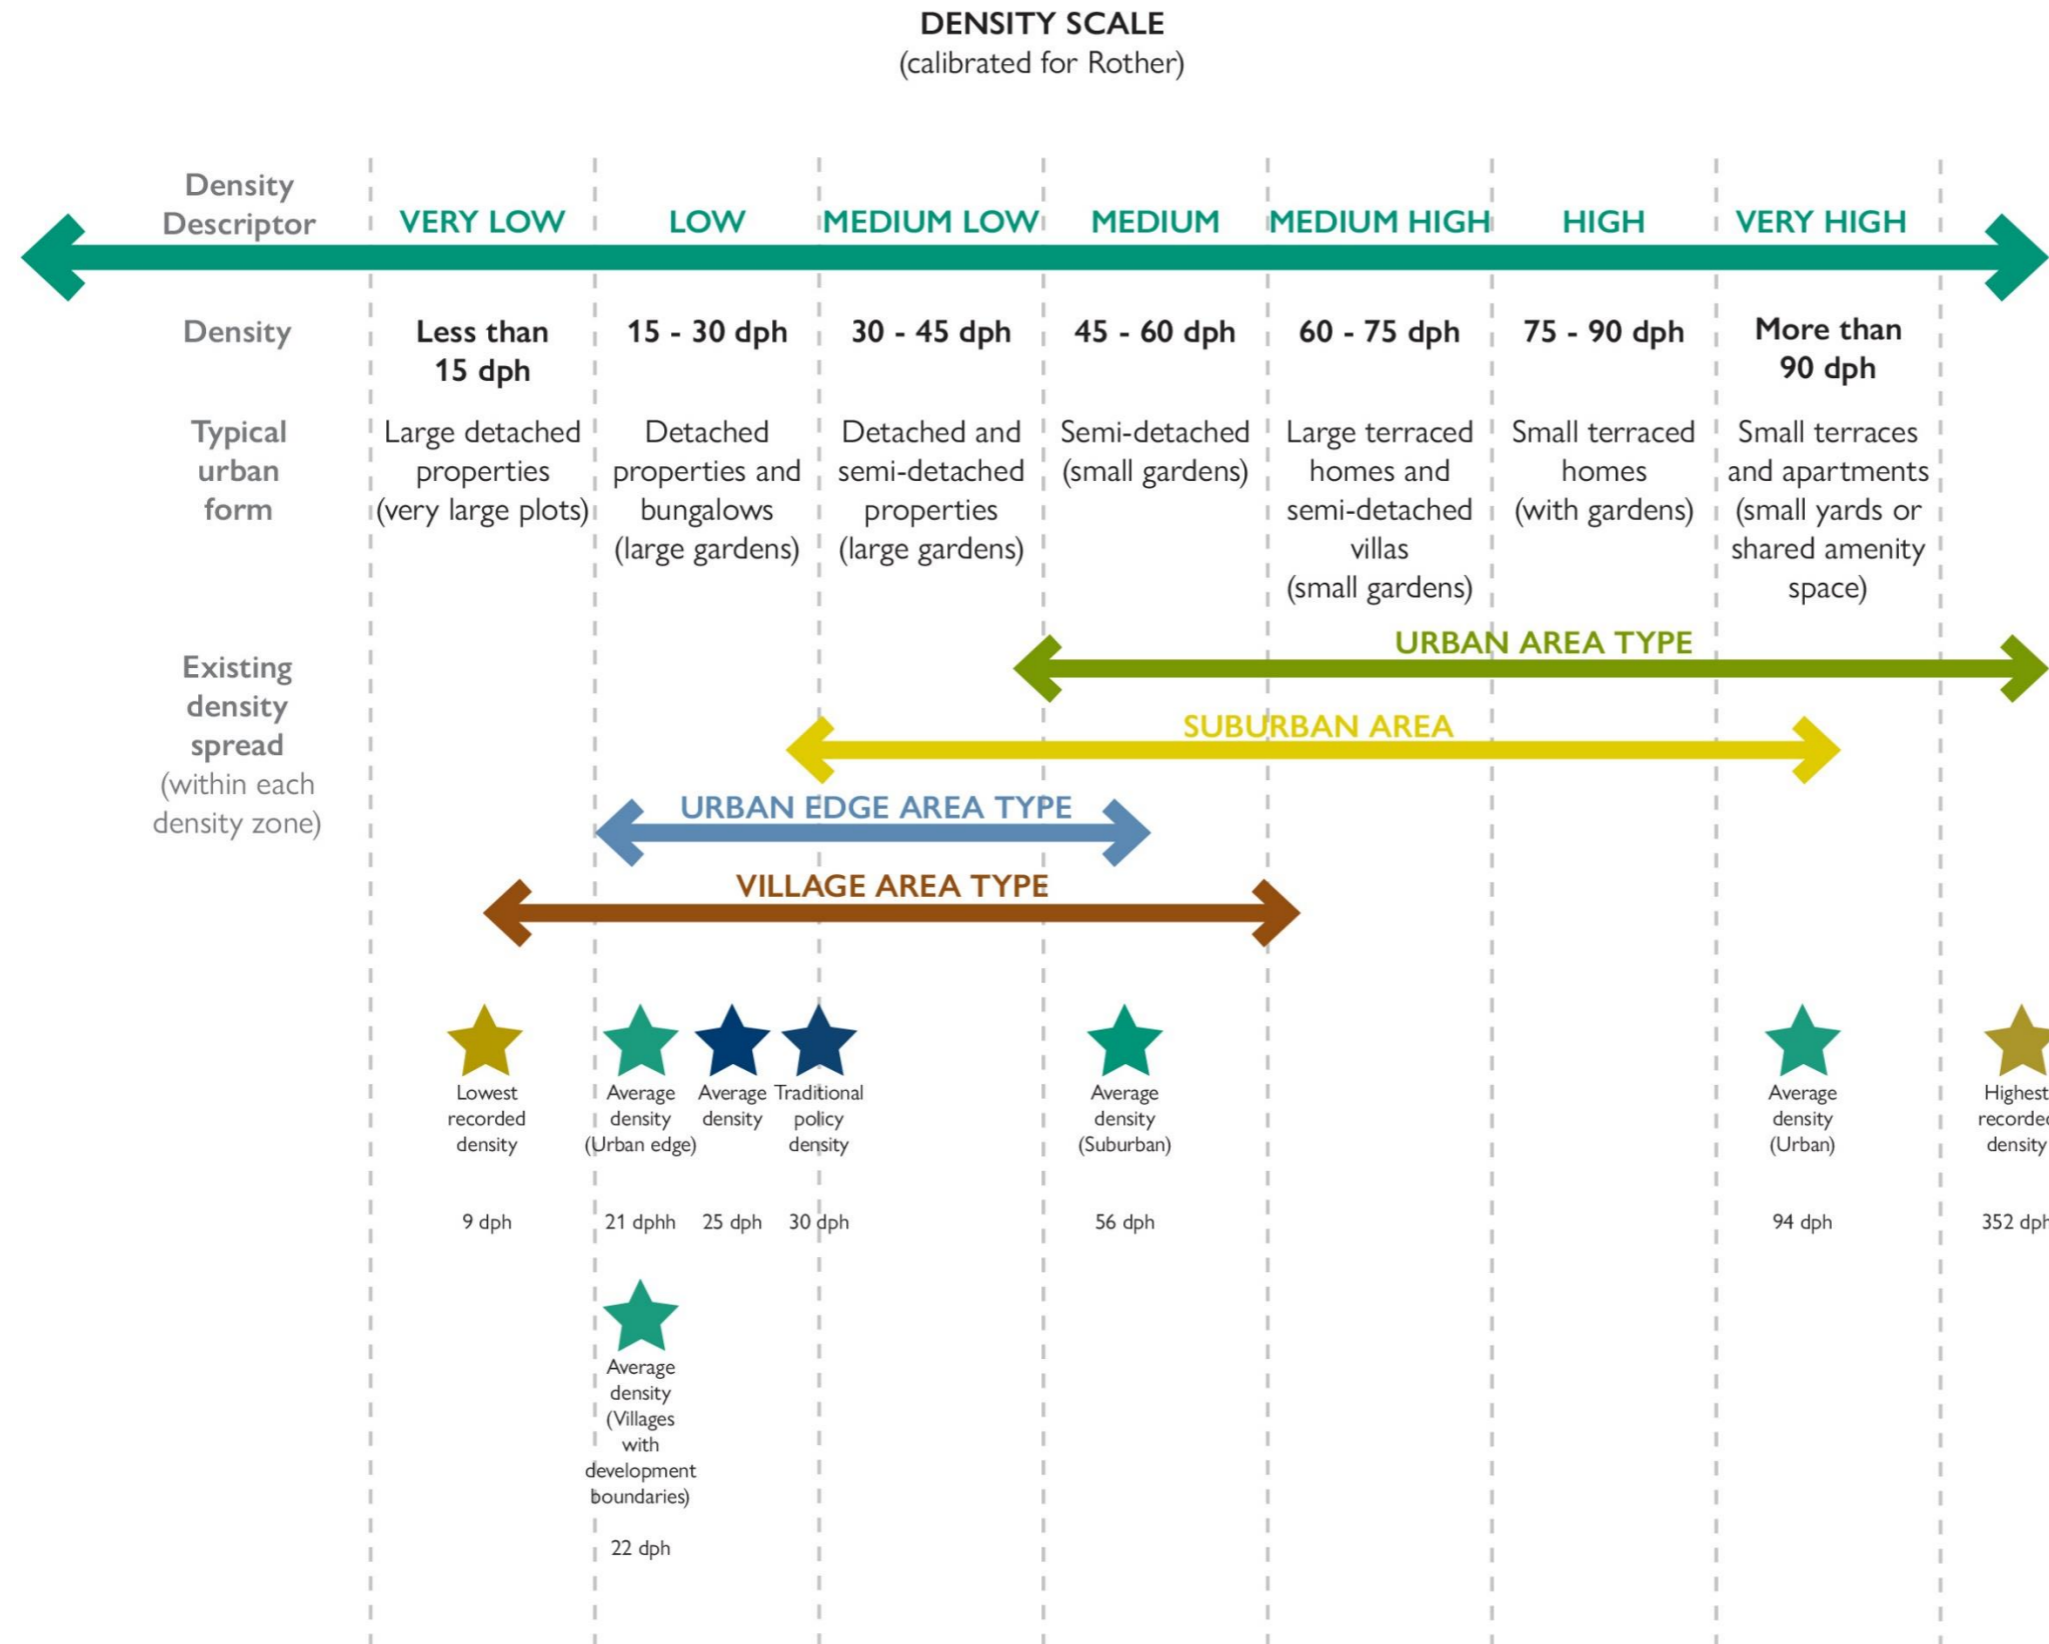 DENSITY SCALE
(calibrated for Rother)
Density
Descriptor
VERY LOW
LOW
MEDIUM LOW
MEDIUM
MEDIUM HIGH
HIGH
VERY HIGH
Density
Less than
15 dph
15 - 30 dph
30 - 45 dph
45 - 60 dph
60 - 75 dph
75 - 90 dph
More than
90 dph
Typical
urban
form
Large detached
properties
(very large plots)
Detached
properties and
bungalows
(large gardens)
Detached and
semi-detached
properties
(large gardens)
Semi-detached
(small gardens)
Large terraced
homes and
semi-detached
villas
(small gardens)
Small terraced
homes
(with gardens)
Small terraces
and apartments
(small yards or
shared amenity
space)
Existing
density
spread
(within each
density zone)
URBAN AREA TYPE
SUBURBAN AREA
URBAN EDGE AREA TYPE
VILLAGE AREA TYPE
Lowest
recorded
density
9 dph
Average
density
(Urban edge)
21 dphh
Average
density
25 dph
Traditional
policy
density
30 dph
Average
density
(Suburban)
56 dph
Average
density
(Urban)
94 dph
Highest
recorded
density
352 dph
Average
density
(Villages
with
development
boundaries)
22 dph